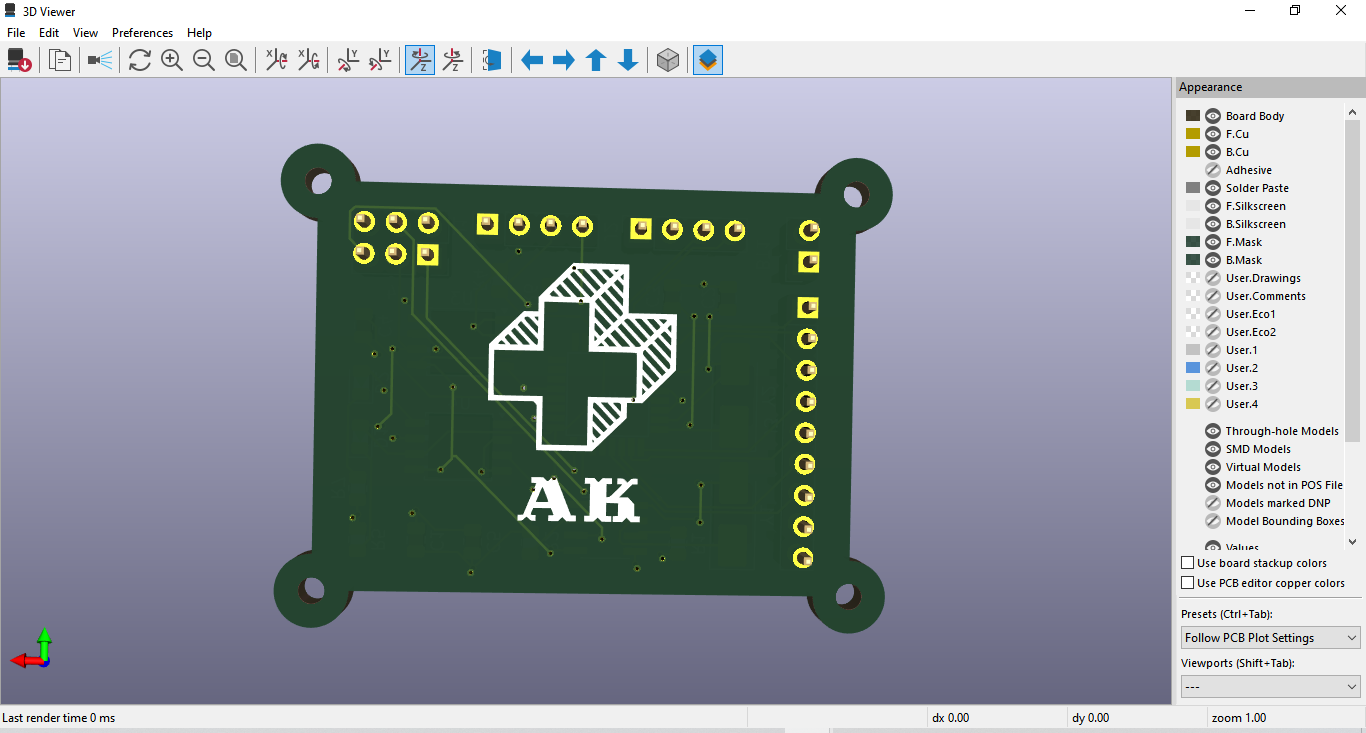 3D Viewer
File Edit View Preferences Help
Appearance
Board Body
F.Cu
B.Cu
Adhesive
Solder Paste
F.Silkscreen
B.Silkscreen
F.Mask
B.Mask
User.Drawings
User.Comments
User.Eco1
User.Eco2
User.1
User.2
User.3
User.4
Through-hole Models
SMD Models
Virtual Models
Models not in POS File
Models marked DNP
Model Bounding Boxes
Values
Use board stackup colors
Use PCB editor copper colors
Presets (Ctrl+Tab):
Follow PCB Plot Settings
Viewports (Shift+Tab):
---
AK
Last render time 0 ms
dx 0.00
dy 0.00
zoom 1.00